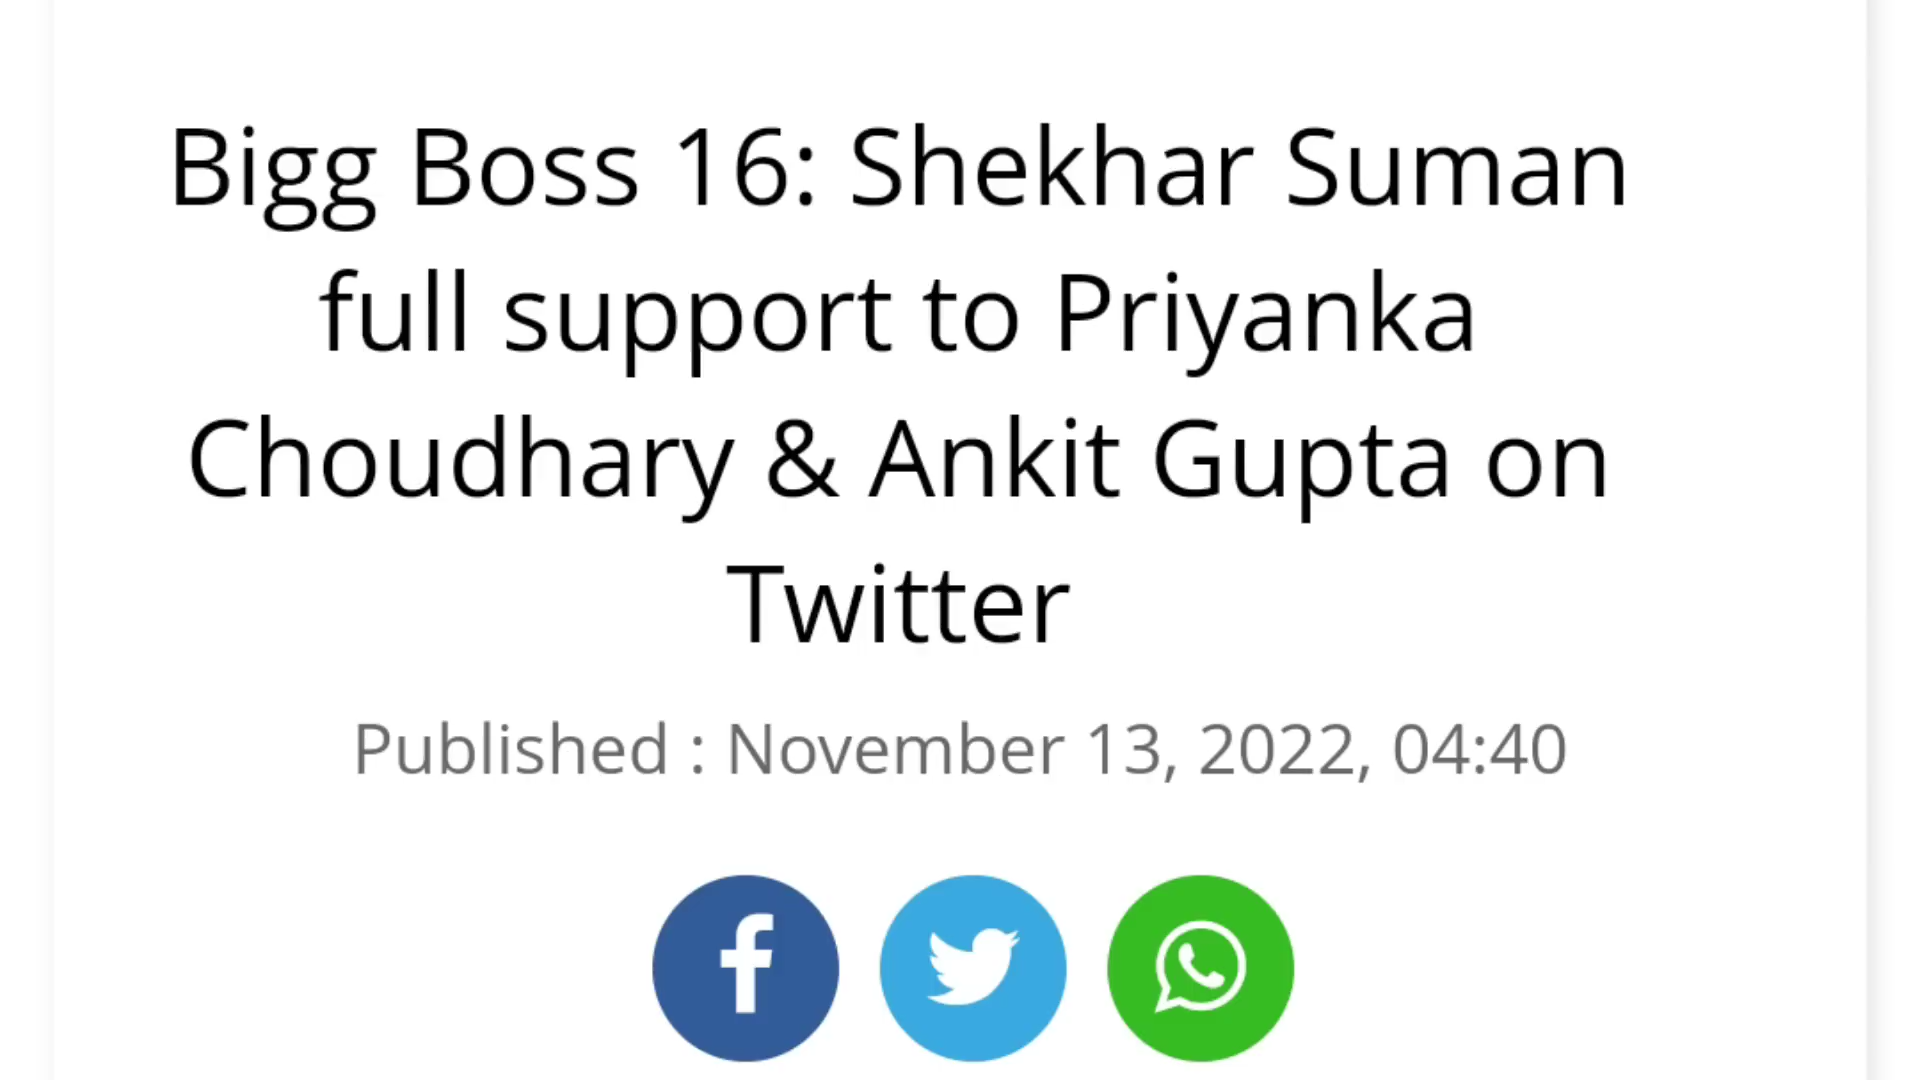 Bigg Boss 16: Shekhar Suman
full support to Priyanka
Choudhary & Ankit Gupta on
Twitter
Published : November 13, 2022, 04:40